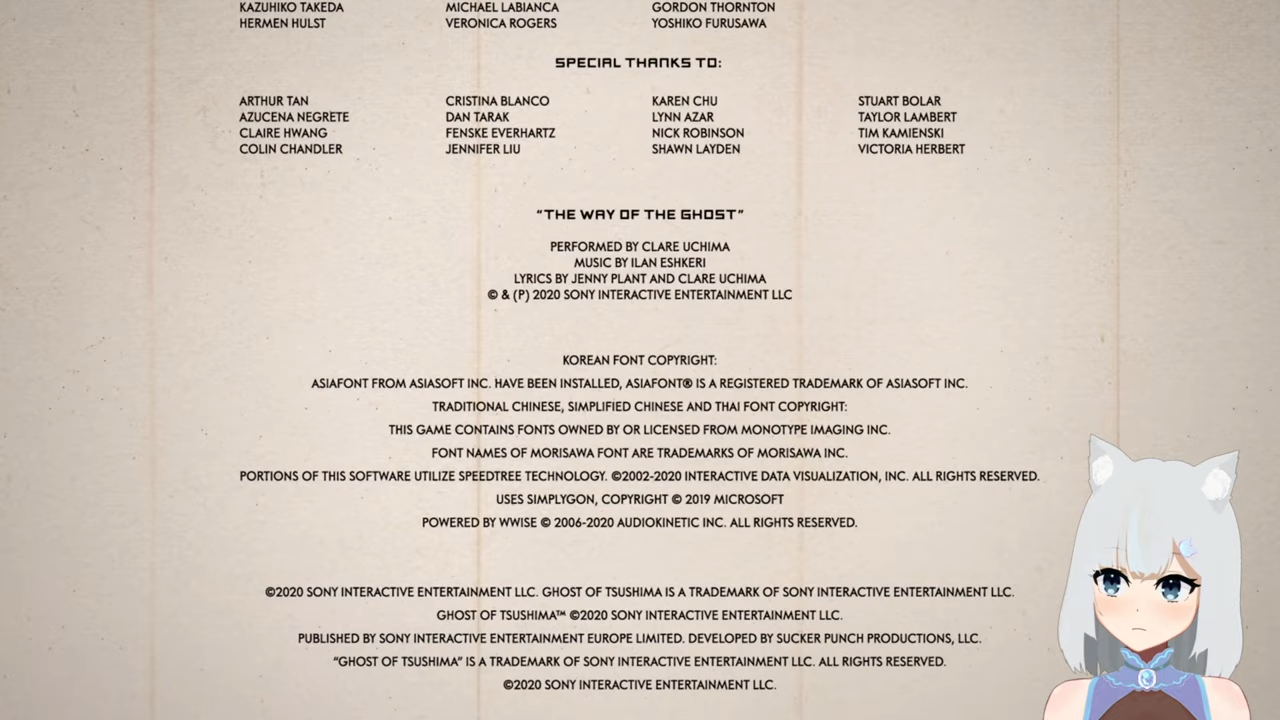 KAZUHIKO TAKEDA MICHAEL LABIANCA GORDON THORNTON
HERMEN HULST VERONICA ROGERS YOSHIKO FURUSAWA
SPECIAL THANKS TO:
ARTHUR TAN CRISTINA BLANCO KAREN CHU STUART BOLAR
AZUCENA NEGRETE DAN TARAK LYNN AZAR TAYLOR LAMBERT
CLAIRE HWANG FENSKE EVERHARTZ NICK ROBINSON TIM KAMIENSKI
COLIN CHANDLER JENNIFER LIU SHAWN LAYDEN VICTORIA HERBERT
"THE WAY OF THE GHOST"
PERFORMED BY CLARE UCHIMA
MUSIC BY ILAN ESHKERI
LYRICS BY JENNY PLANT AND CLARE UCHIMA
© & (P) 2020 SONY INTERACTIVE ENTERTAINMENT LLC
KOREAN FONT COPYRIGHT:
ASIAFONT FROM ASIASOFT INC. HAVE BEEN INSTALLED, ASIAFONT® IS A REGISTERED TRADEMARK OF ASIASOFT INC.
TRADITIONAL CHINESE, SIMPLIFIED CHINESE AND THAI FONT COPYRIGHT:
THIS GAME CONTAINS FONTS OWNED BY OR LICENSED FROM MONOTYPE IMAGING INC.
FONT NAMES OF MORISAWA FONT ARE TRADEMARKS OF MORISAWA INC.
PORTIONS OF THIS SOFTWARE UTILIZE SPEEDTREE TECHNOLOGY. ©2002-2020 INTERACTIVE DATA VISUALIZATION, INC. ALL RIGHTS RESERVED.
USES SIMPLYGON, COPYRIGHT © 2019 MICROSOFT
POWERED BY WWISE © 2006-2020 AUDIOKINETIC INC. ALL RIGHTS RESERVED.
©2020 SONY INTERACTIVE ENTERTAINMENT LLC. GHOST OF TSUSHIMA IS A TRADEMARK OF SONY INTERACTIVE ENTERTAINMENT LLC.
GHOST OF TSUSHIMA™ ©2020 SONY INTERACTIVE ENTERTAINMENT LLC.
PUBLISHED BY SONY INTERACTIVE ENTERTAINMENT EUROPE LIMITED. DEVELOPED BY SUCKER PUNCH PRODUCTIONS, LLC.
"GHOST OF TSUSHIMA" IS A TRADEMARK OF SONY INTERACTIVE ENTERTAINMENT LLC. ALL RIGHTS RESERVED.
©2020 SONY INTERACTIVE ENTERTAINMENT LLC.